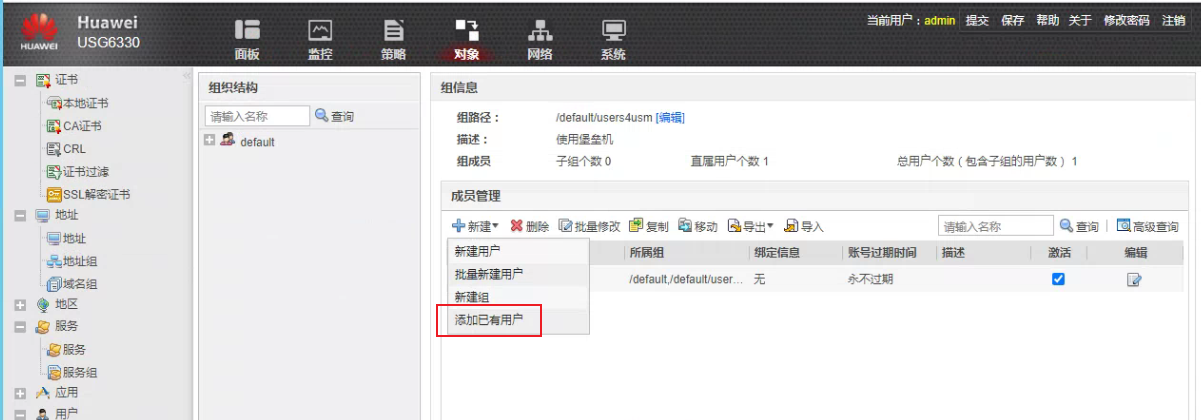 Huawei
USG6330
HUAWEI
面板
监控
策略
对象
网络
系统
当前用户：admin 提交 保存 帮助 关于 修改密码 注销
证书
本地证书
CA证书
CRL
证书过滤
SSL解密证书
地址
地址
地址组
域名组
地区
服务
服务
服务组
应用
用户
组织结构
请输入名称 查询
default
组信息
组路径： /default/users4usm [编辑]
描述： 使用堡垒机
组成员 子组个数 0 直属用户个数 1 总用户个数（包含子组的用户数） 1
成员管理
新建 删除 批量修改 复制 移动 导出 导入 请输入名称 查询 高级查询
新建用户
批量新建用户
新建组
添加已有用户
所属组 绑定信息 账号过期时间 描述 激活 编辑
/default,/default/user... 无 永不过期